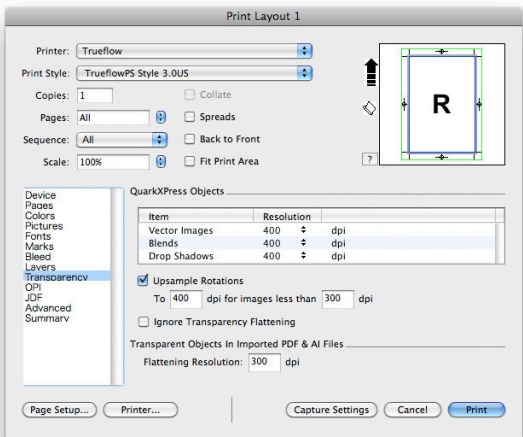 Print Layout 1
Printer: Trueflow
Print Style: TrueflowPS Style 3.0US
Copies: 1 Collate
Pages: All Spreads
Sequence: All Back to Front
Scale: 100% Fit Print Area
R
?
Device
Pages
Colors
Pictures
Fonts
Marks
Bleed
Layers
Transparency
OPI
JDF
Advanced
Summary
QuarkXPress Objects
Item Resolution
Vector Images 400 dpi
Blends 400 dpi
Drop Shadows 400 dpi
Upsample Rotations
To 400 dpi for images less than 300 dpi
Ignore Transparency Flattening
Transparent Objects In Imported PDF & AI Files
Flattening Resolution: 300 dpi
Page Setup... Printer... Capture Settings Cancel Print